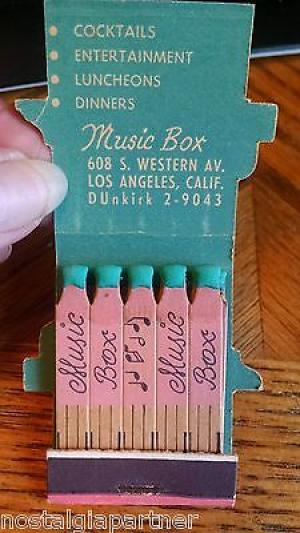 • COCKTAILS
• ENTERTAINMENT
• LUNCHEONS
• DINNERS
Music Box
608 S. WESTERN AV.
LOS ANGELES, CALIF.
DUnkirk 2-9043
Music
Box
Music
Box
nostalgiapartner